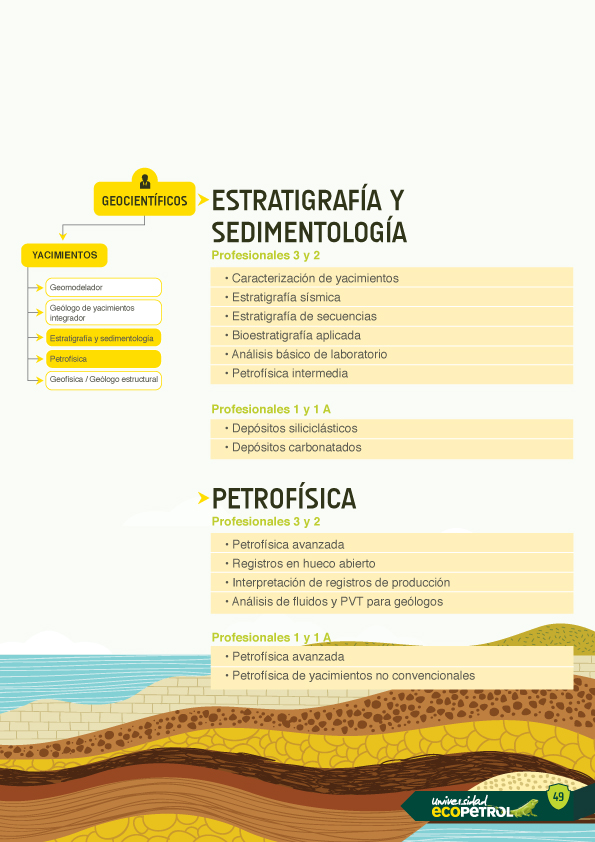 GEOCIENTÍFICOS
YACIMIENTOS
Geomodelador
Geólogo de yacimientos
integrador
Estratigrafía y sedimentología
Petrofísica
Geofísica / Geólogo estructural
ESTRATIGRAFÍA Y
SEDIMENTOLOGÍA
Profesionales 3 y 2
• Caracterización de yacimientos
• Estratigrafía sísmica
• Estratigrafía de secuencias
• Bioestratigrafía aplicada
• Análisis básico de laboratorio
• Petrofísica intermedia
Profesionales 1 y 1 A
• Depósitos siliciclásticos
• Depósitos carbonatados
PETROFÍSICA
Profesionales 3 y 2
• Petrofísica avanzada
• Registros en hueco abierto
• Interpretación de registros de producción
• Análisis de fluidos y PVT para geólogos
Profesionales 1 y 1 A
• Petrofísica avanzada
• Petrofísica de yacimientos no convencionales
Universidad
ECOPETROL
49